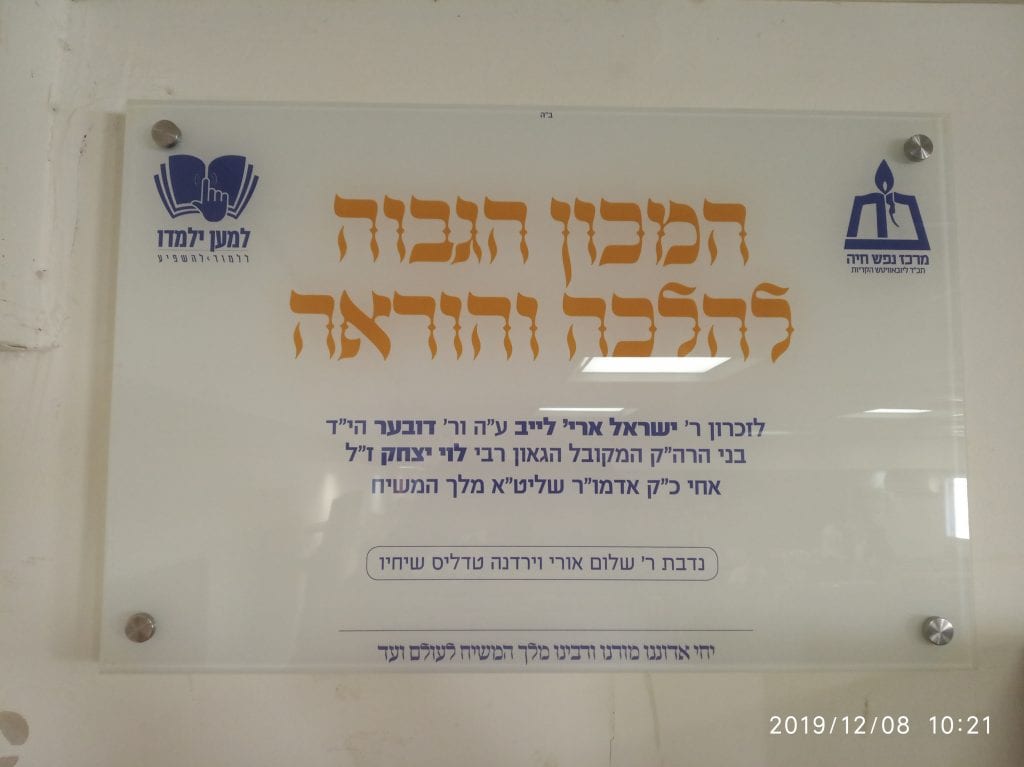 ב"ה
מרכז נפש חיה
חב"ד ליובאוויטש הקריות
למען ילמדו
ללמוד ולהשפיע
המכון הגבוה
להלכה והוראה
לזכרון ר' ישראל ארי' לייב ע"ה ור' דובער הי"ד
בני הרה"ק המקובל הגאון רבי לוי יצחק ז"ל
אחי כ"ק אדמו"ר שליט"א מלך המשיח
נדבת ר' שלום אורי וירדנה טדליס שיחיו
יחי אדוננו מורנו ורבינו מלך המשיח לעולם ועד
2019/12/08 10:21